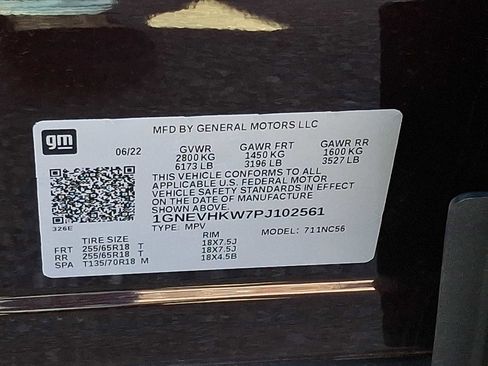 gm
MFD BY GENERAL MOTORS LLC
06/22 GVWR GAWR FRT GAWR RR
2800 KG 1450 KG 1600 KG
6173 LB 3196 LB 3527 LB
THIS VEHICLE CONFORMS TO ALL
APPLICABLE U.S. FEDERAL MOTOR
VEHICLE SAFETY STANDARDS IN EFFECT
ON THE DATE OF MANUFACTURE SHOWN
ABOVE.
1GNEVHKW7PJ102561
326E
TYPE: MPV MODEL: 711NC56
TIRE SIZE RIM
FRT 255/65R18 T 18X7.5J
RR 255/65R18 T 18X7.5J
SPA T135/70R18 M 18X4.5B